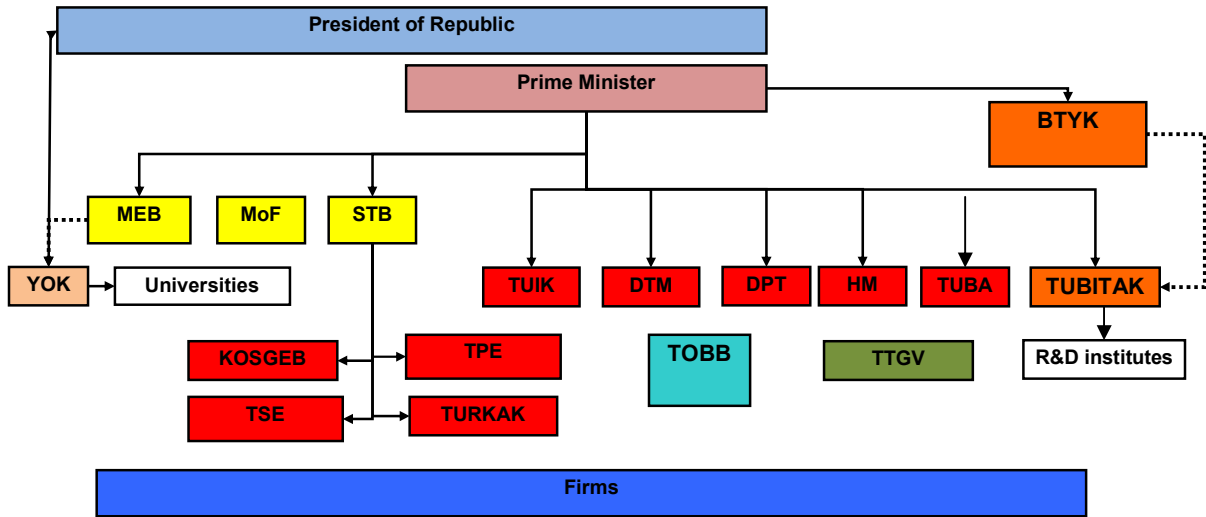 President of Republic
Prime Minister
BTYK
MEB
MoF
STB
YOK
Universities
TUIK
DTM
DPT
HM
TUBA
TUBITAK
KOSGEB
TPE
TOBB
TTGV
R&D institutes
TSE
TURKAK
Firms